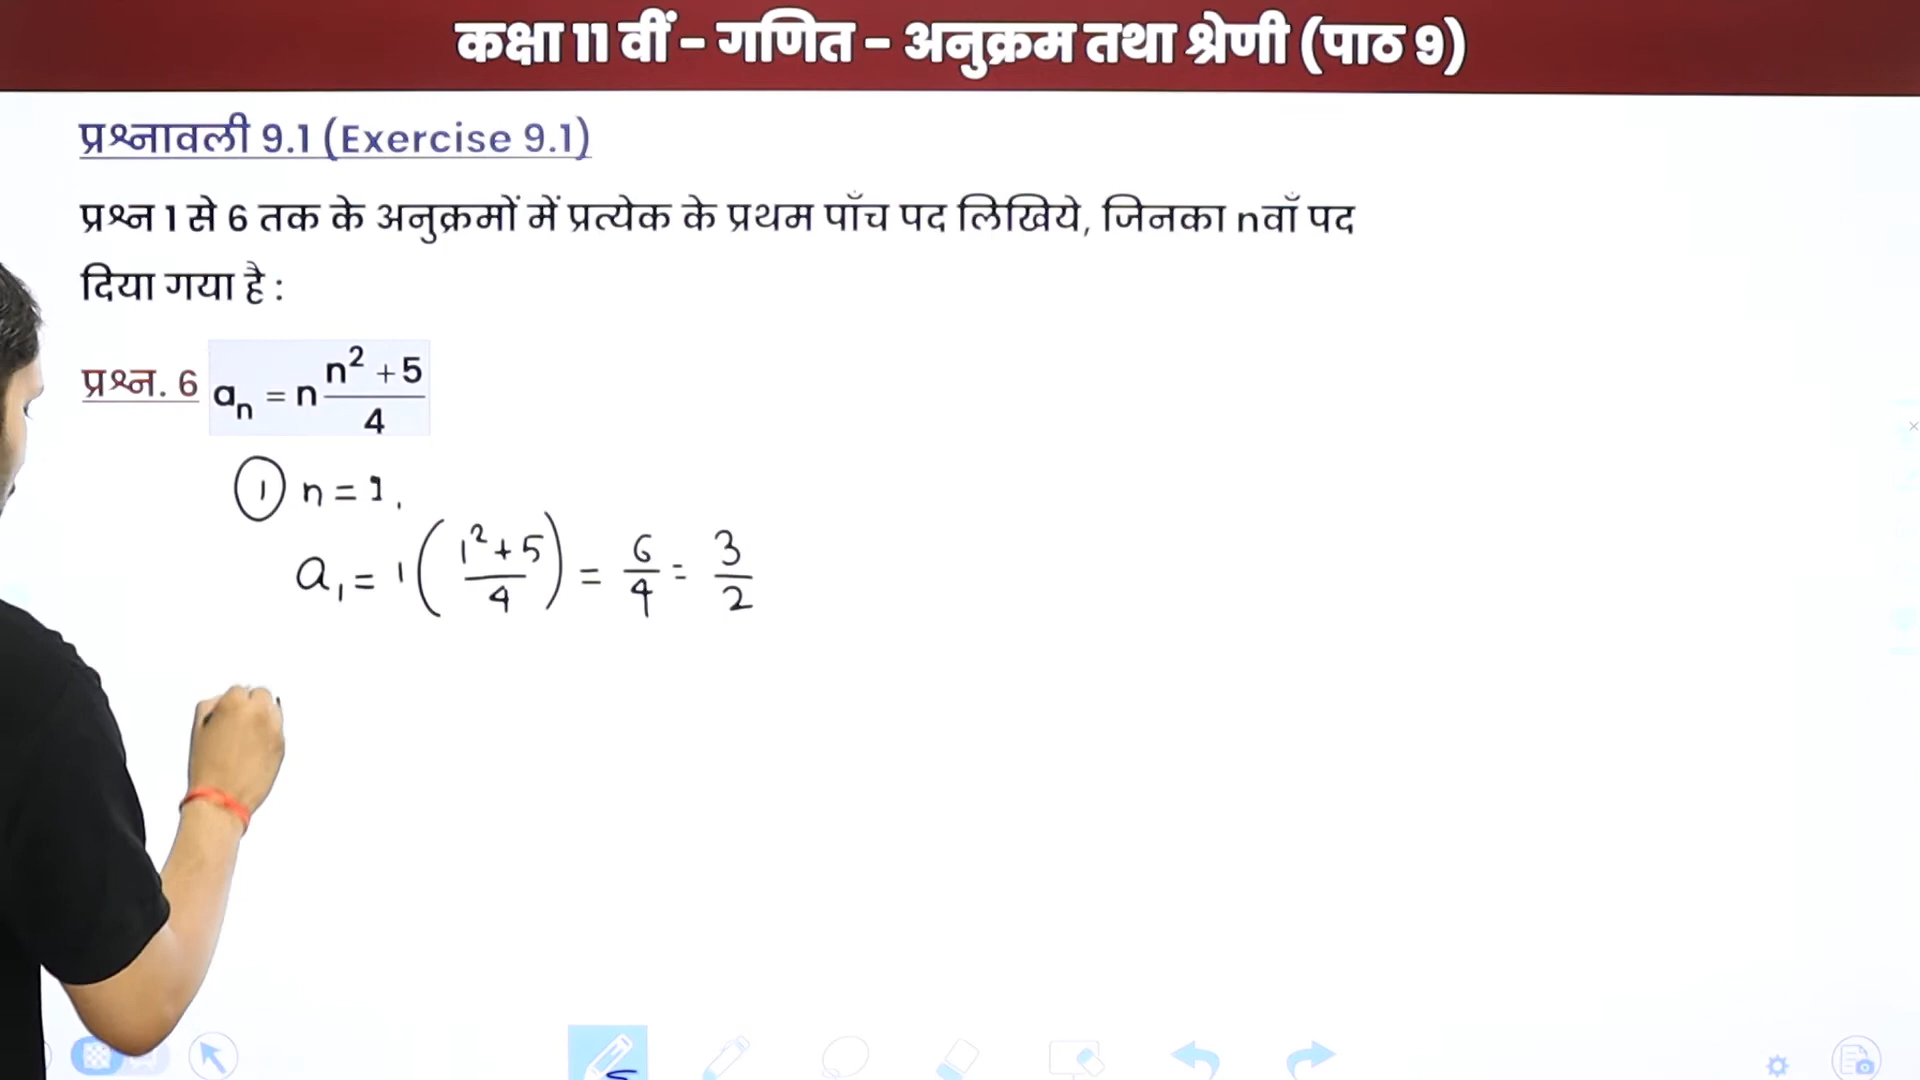 कक्षा 11 वीं - गणित - अनुक्रम तथा श्रेणी (पाठ 9)
प्रश्नावली 9.1 (Exercise 9.1)
प्रश्न 1 से 6 तक के अनुक्रमों में प्रत्येक के प्रथम पाँच पद लिखिये, जिनका nवाँ पद
दिया गया है :
प्रश्न. 6 aₙ = n (n² + 5)/4
① n = 1,
a₁ = 1 ( (1² + 5)/4 ) = 6/4 = 3/2